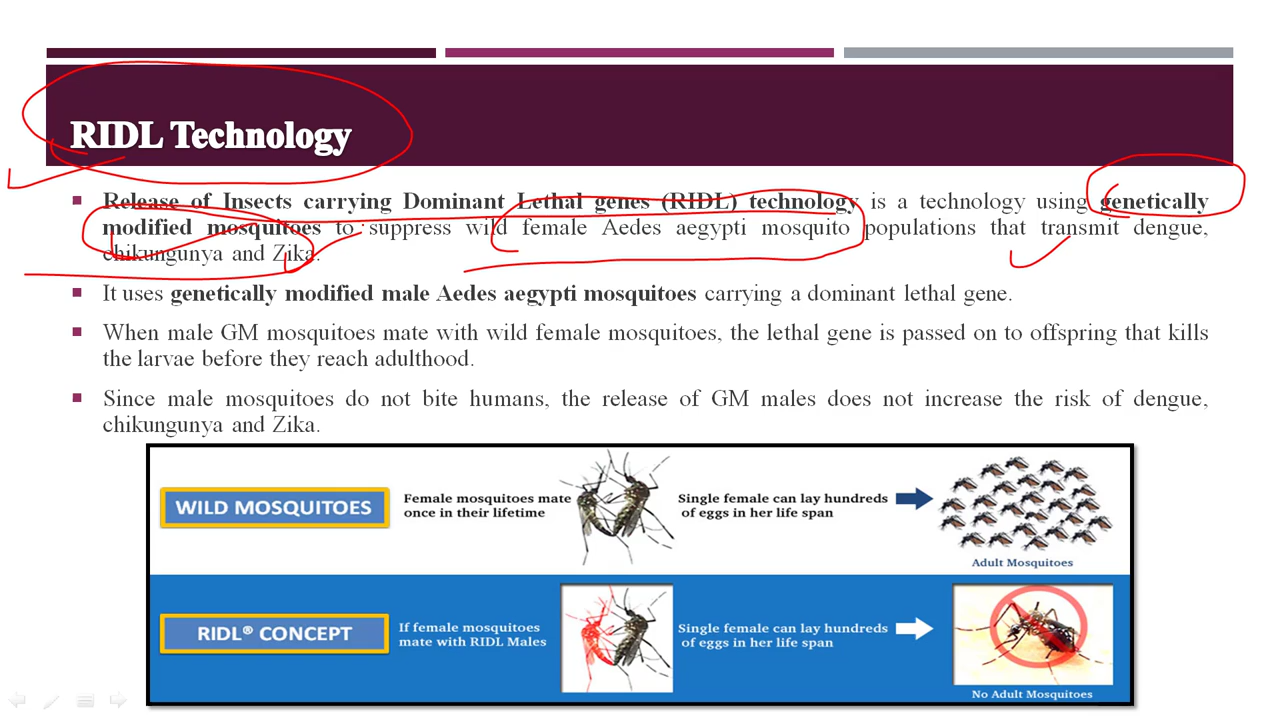 RIDL Technology
Release of Insects carrying Dominant Lethal genes (RIDL) technology is a technology using genetically
modified mosquitoes to suppress wild female Aedes aegypti mosquito populations that transmit dengue,
chikungunya and Zika.
It uses genetically modified male Aedes aegypti mosquitoes carrying a dominant lethal gene.
When male GM mosquitoes mate with wild female mosquitoes, the lethal gene is passed on to offspring that kills
the larvae before they reach adulthood.
Since male mosquitoes do not bite humans, the release of GM males does not increase the risk of dengue,
chikungunya and Zika.
WILD MOSQUITOES
Female mosquitoes mate
once in their lifetime
Single female can lay hundreds
of eggs in her life span
Adult Mosquitoes
RIDL® CONCEPT
If female mosquitoes
mate with RIDL Males
Single female can lay hundreds
of eggs in her life span
No Adult Mosquitoes